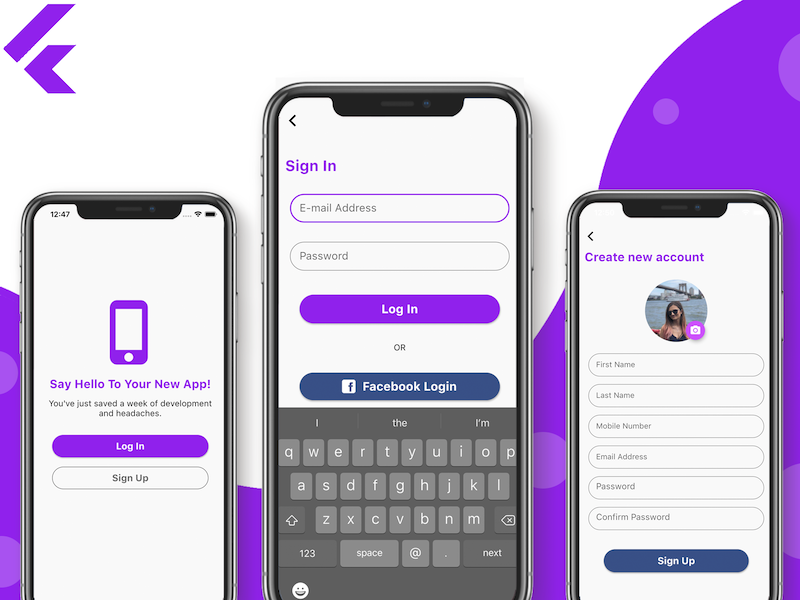 12:47
Say Hello To Your New App!
You've just saved a week of development
and headaches.
Log In
Sign Up
Sign In
E-mail Address
Password
Log In
OR
f Facebook Login
I the I'm
q w e r t y u i o p
a s d f g h j k l
z x c v b n m
123 space @ . next
Create new account
First Name
Last Name
Mobile Number
Email Address
Password
Confirm Password
Sign Up